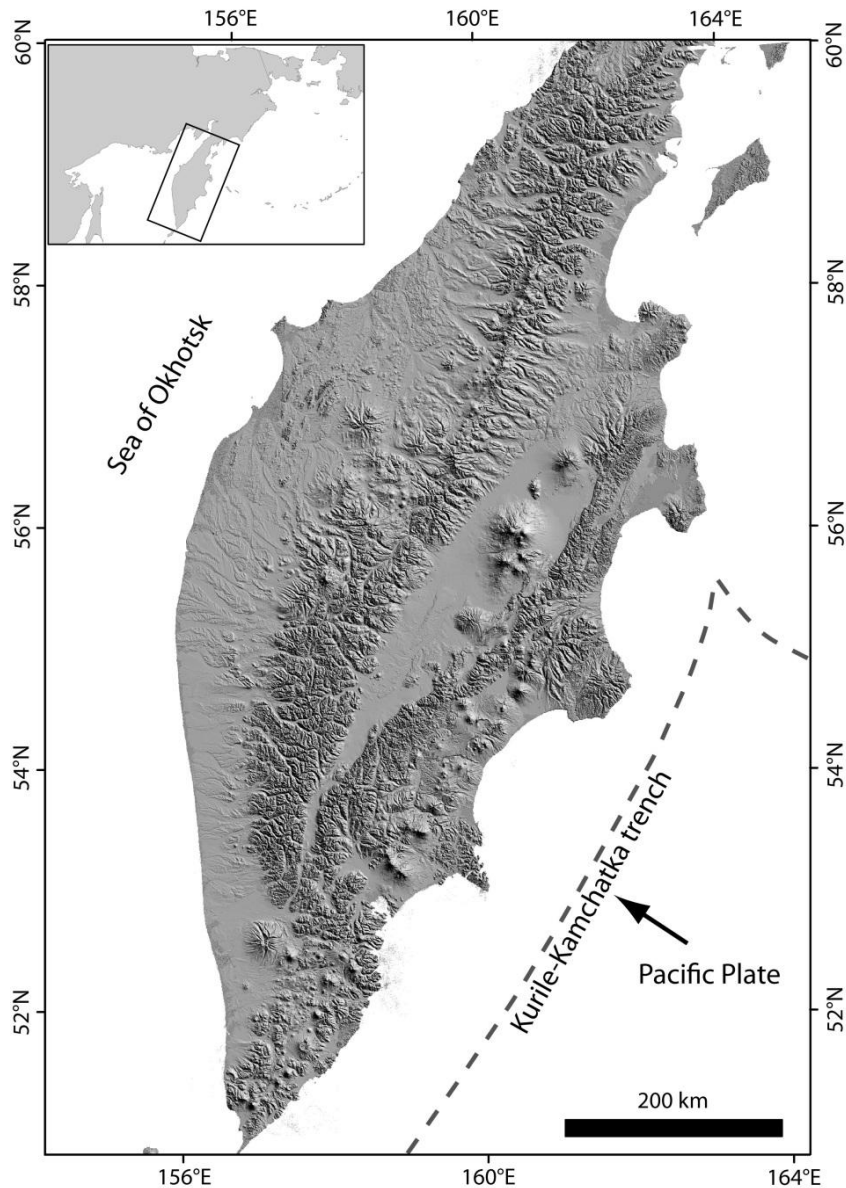 156°E
160°E
164°E
60°N
60°N
58°N
58°N
Sea of Okhotsk
56°N
56°N
54°N
54°N
Kurile-Kamchatka trench
Pacific Plate
52°N
52°N
200 km
156°E
160°E
164°E